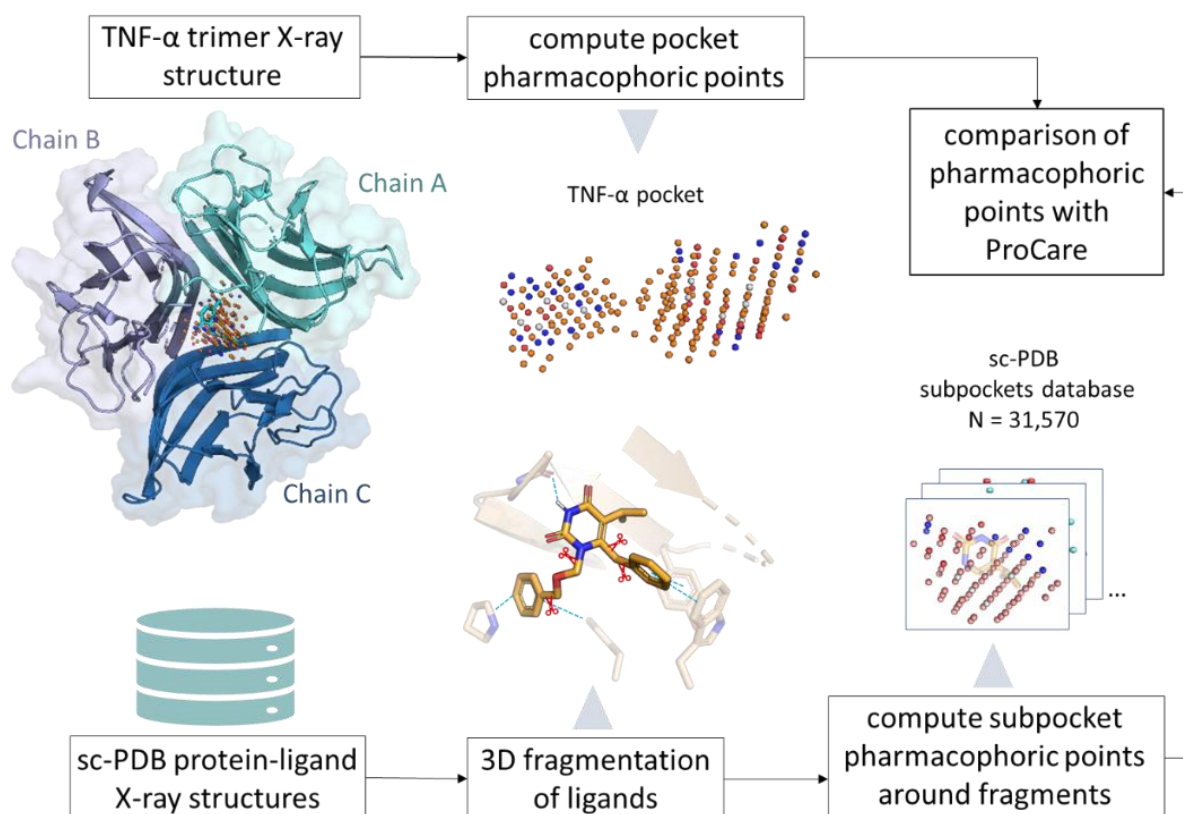 TNF-α trimer X-ray
structure
compute pocket
pharmacophoric points
comparison of
pharmacophoric
points with
ProCare
Chain B
Chain A
Chain C
TNF-α pocket
sc-PDB
subpockets database
N = 31,570
...
sc-PDB protein-ligand
X-ray structures
3D fragmentation
of ligands
compute subpocket
pharmacophoric points
around fragments